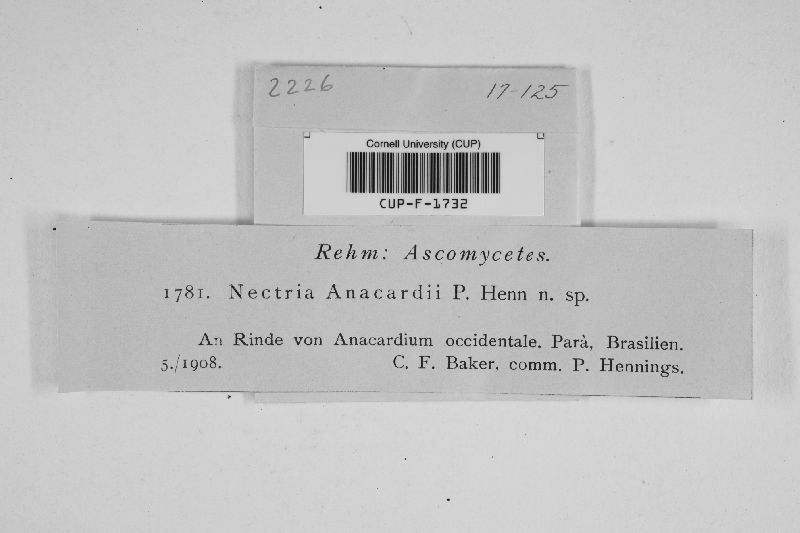 2226 17-125
Cornell University (CUP)
CUP-F-1732
Rehm: Ascomycetes.
1781. Nectria Anacardii P. Henn n. sp.
An Rinde von Anacardium occidentale. Parà, Brasilien.
5./1908. C. F. Baker, comm. P. Hennings.